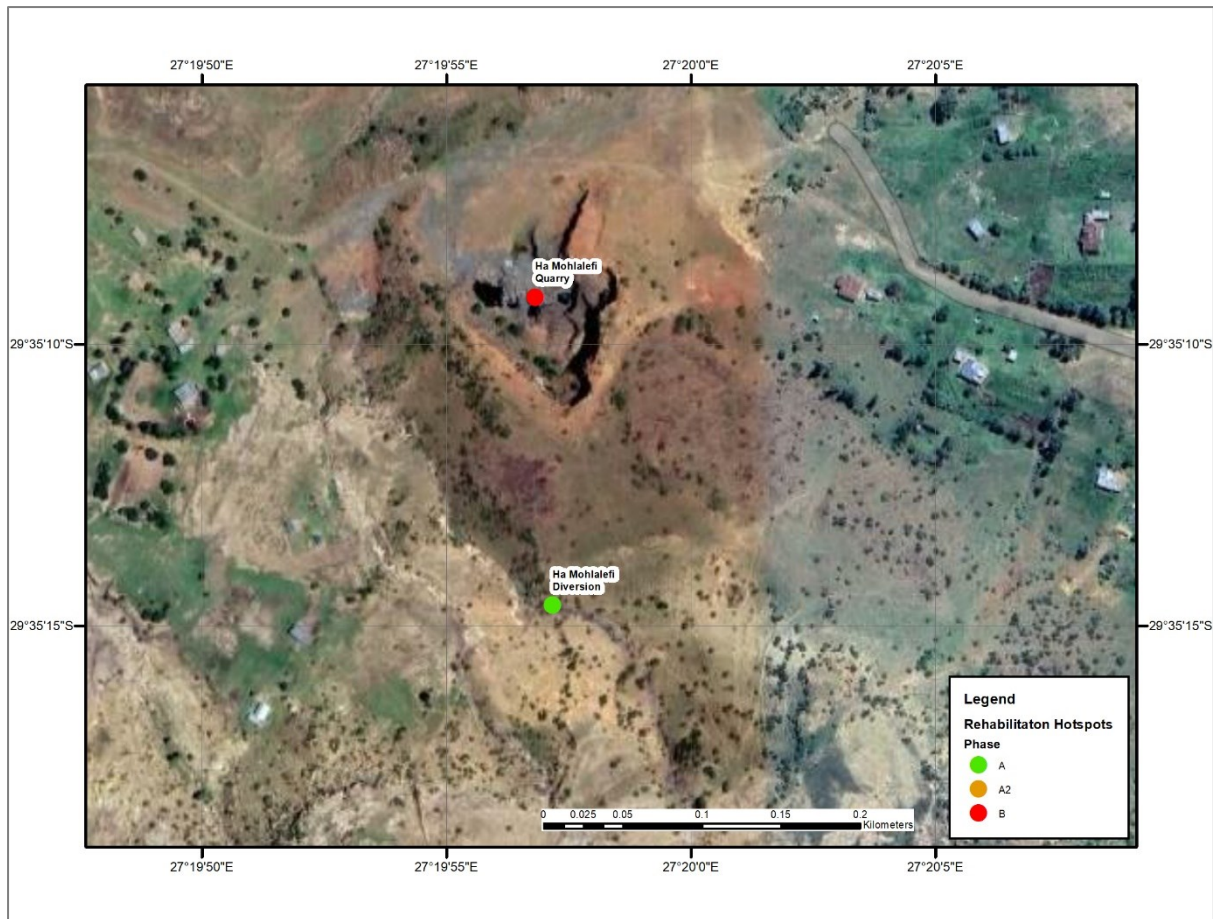 27°19'50"E
27°19'55"E
27°20'0"E
27°20'5"E
Ha Mohlalefi
Quarry
29°35'10"S
29°35'10"S
Ha Mohlalefi
Diversion
29°35'15"S
29°35'15"S
Legend
Rehabilitaton Hotspots
Phase
A
A2
B
0 0.025 0.05 0.1 0.15 0.2
Kilometers
27°19'50"E
27°19'55"E
27°20'0"E
27°20'5"E